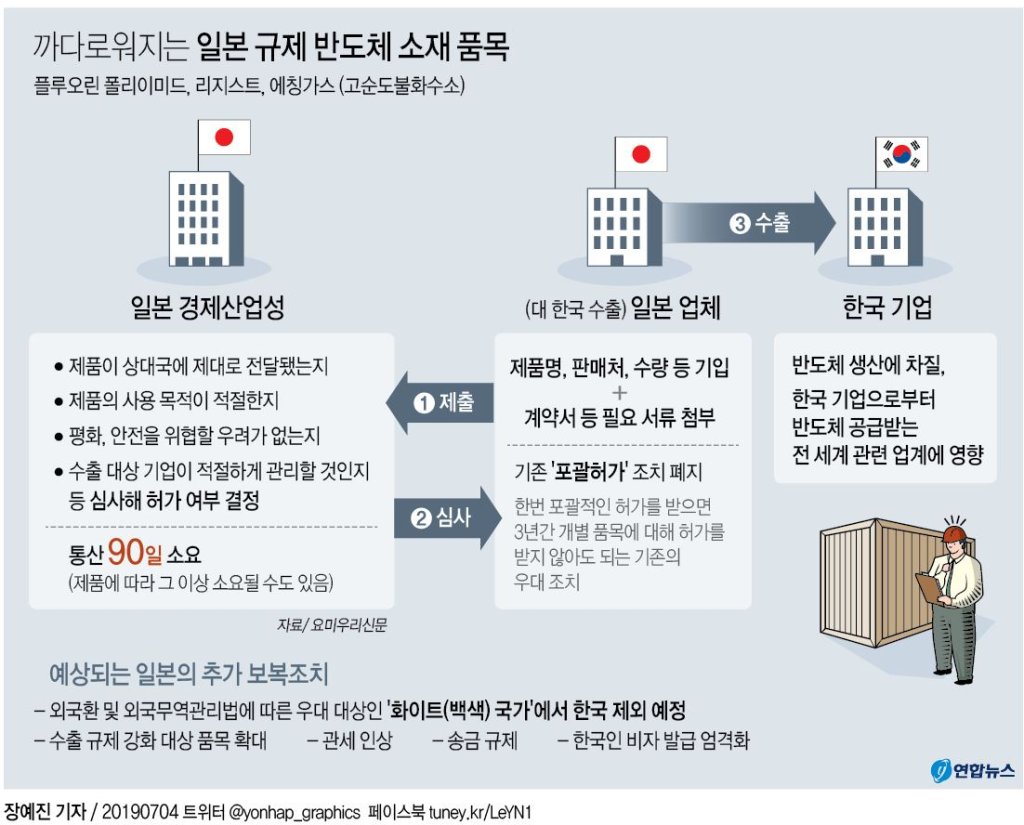 까다로워지는 일본 규제 반도체 소재 품목
플루오린 폴리이미드, 리지스트, 에칭가스 (고순도불화수소)
❸ 수출
일본 경제산업성
(대 한국 수출) 일본 업체
한국 기업
• 제품이 상대국에 제대로 전달됐는지
• 제품의 사용 목적이 적절한지
• 평화, 안전을 위협할 우려가 없는지
• 수출 대상 기업이 적절하게 관리할 것인지
등 심사해 허가 여부 결정
통산 90일 소요
(제품에 따라 그 이상 소요될 수도 있음)
❶ 제출
❷ 심사
제품명, 판매처, 수량 등 기입
+
계약서 등 필요 서류 첨부
기존 '포괄허가' 조치 폐지
한번 포괄적인 허가를 받으면
3년간 개별 품목에 대해 허가를
받지 않아도 되는 기존의
우대 조치
반도체 생산에 차질,
한국 기업으로부터
반도체 공급받는
전 세계 관련 업계에 영향
자료/ 요미우리신문
예상되는 일본의 추가 보복조치
– 외국환 및 외국무역관리법에 따른 우대 대상인 '화이트(백색) 국가'에서 한국 제외 예정
– 수출 규제 강화 대상 품목 확대 – 관세 인상 – 송금 규제 – 한국인 비자 발급 엄격화
연합뉴스
장예진 기자 / 20190704 트위터 @yonhap_graphics 페이스북 tuney.kr/LeYN1